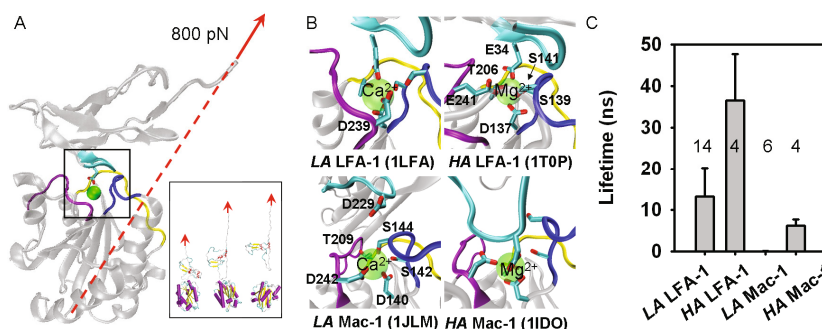 A
800 pN
B
E34
S141
T206
Ca2+
Mg2+
E241
S139
D239
D137
LA LFA-1 (1LFA)
HA LFA-1 (1T0P)
D229
S144
T209
Ca2+
Mg2+
S142
D242
D140
LA Mac-1 (1JLM)
HA Mac-1 (1IDO)
C
Lifetime (ns)
50
40
30
20
10
0
14
4
6
4
LA LFA-1
HA LFA-1
LA Mac-1
HA Mac-